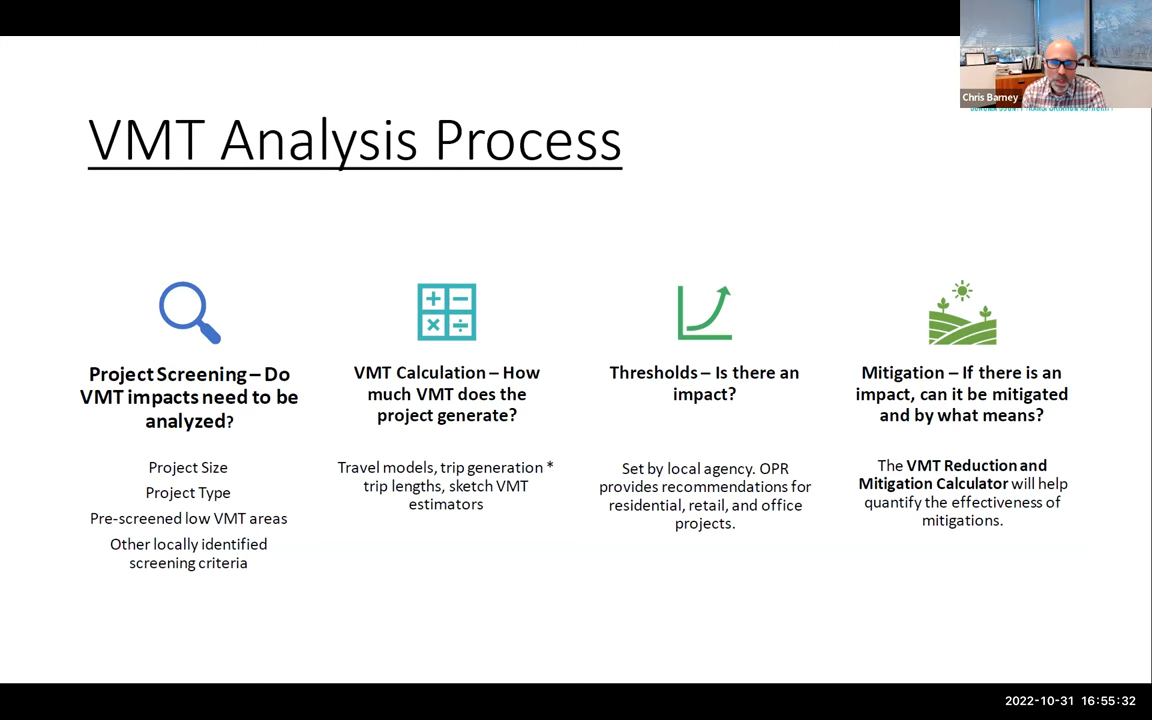 Chris Barney
VMT Analysis Process
Project Screening – Do
VMT impacts need to be
analyzed?
Project Size
Project Type
Pre-screened low VMT areas
Other locally identified
screening criteria
VMT Calculation – How
much VMT does the
project generate?
Travel models, trip generation *
trip lengths, sketch VMT
estimators
Thresholds – Is there an
impact?
Set by local agency. OPR
provides recommendations for
residential, retail, and office
projects.
Mitigation – If there is an
impact, can it be mitigated
and by what means?
The VMT Reduction and
Mitigation Calculator will help
quantify the effectiveness of
mitigations.
2022-10-31 16:55:32